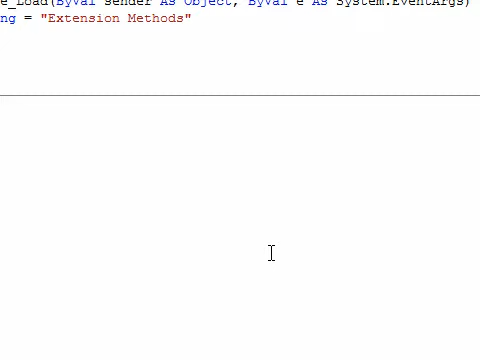 e_Load(ByVal sender As Object, ByVal e As System.EventArgs)
ng = "Extension Methods"